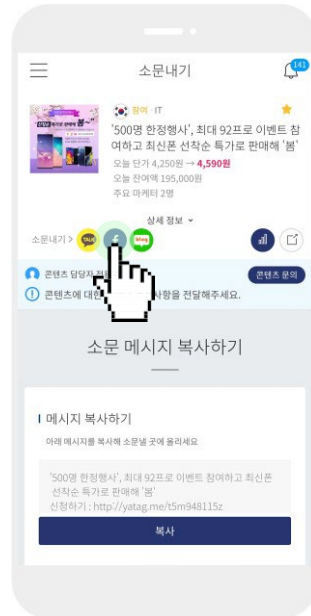 소문내기
141
참여 · IT
'500명 한정행사', 최대 92프로 이벤트 참
여하고 최신폰 선착순 특가로 판매해 '봄'
오늘 단가 4,250원 → 4,590원
오늘 잔여액 195,000원
주요 마케터 2명
상세 정보
소문내기 >
TALK
f
blog
콘텐츠 담당자
콘텐츠 문의
콘텐츠에 대한 사항을 전달해주세요.
소문 메시지 복사하기
메시지 복사하기
아래 메시지를 복사해 소문낼 곳에 올리세요
'500명 한정행사', 최대 92프로 이벤트 참여하고 최신폰
선착순 특가로 판매해 '봄'
신청하기 : http://yatag.me/t5m948115z
복사